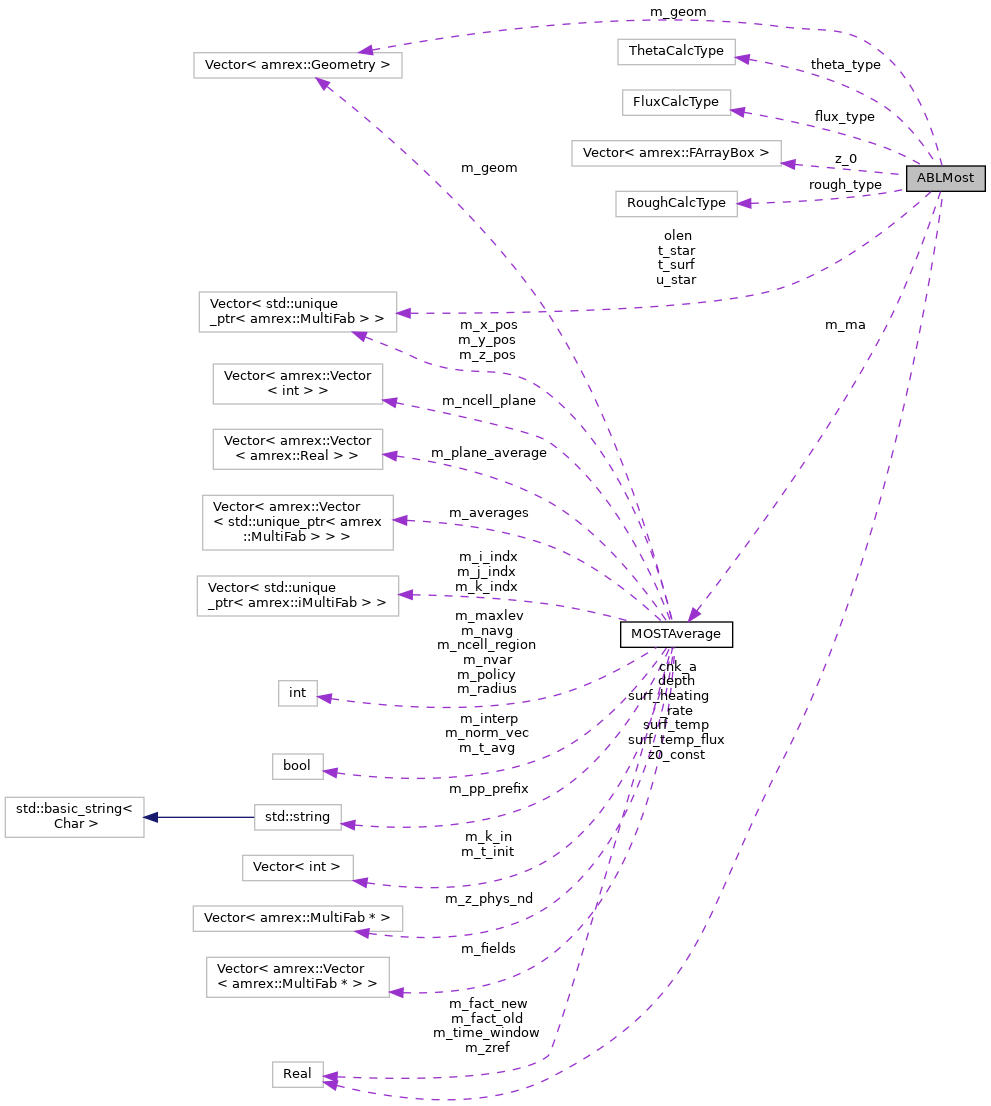 m_geom
ThetaCalcType
Vector< amrex::Geometry >
theta_type
FluxCalcType
flux_type
Vector< amrex::FArrayBox >
z_0
m_geom
ABLMost
rough_type
RoughCalcType
olen
t_star
t_surf
u_star
Vector< std::unique
_ptr< amrex::MultiFab > >
m_x_pos
m_y_pos
m_z_pos
m_ma
Vector< amrex::Vector
< int > >
m_ncell_plane
Vector< amrex::Vector
< amrex::Real > >
m_plane_average
Vector< amrex::Vector
< std::unique_ptr< amrex
::MultiFab > > >
m_averages
m_i_indx
m_j_indx
m_k_indx
Vector< std::unique
_ptr< amrex::iMultiFab > >
MOSTAverage
m_maxlev
m_navg
m_ncell_region
m_nvar
m_policy
m_radius
int
cnk_a
depth
surf_heating
_rate
surf_temp
surf_temp_flux
z0_const
m_interp
m_norm_vec
m_t_avg
bool
m_pp_prefix
std::basic_string<
Char >
std::string
m_k_in
m_t_init
Vector< int >
m_z_phys_nd
Vector< amrex::MultiFab * >
m_fields
Vector< amrex::Vector
< amrex::MultiFab * > >
m_fact_new
m_fact_old
m_time_window
m_zref
Real